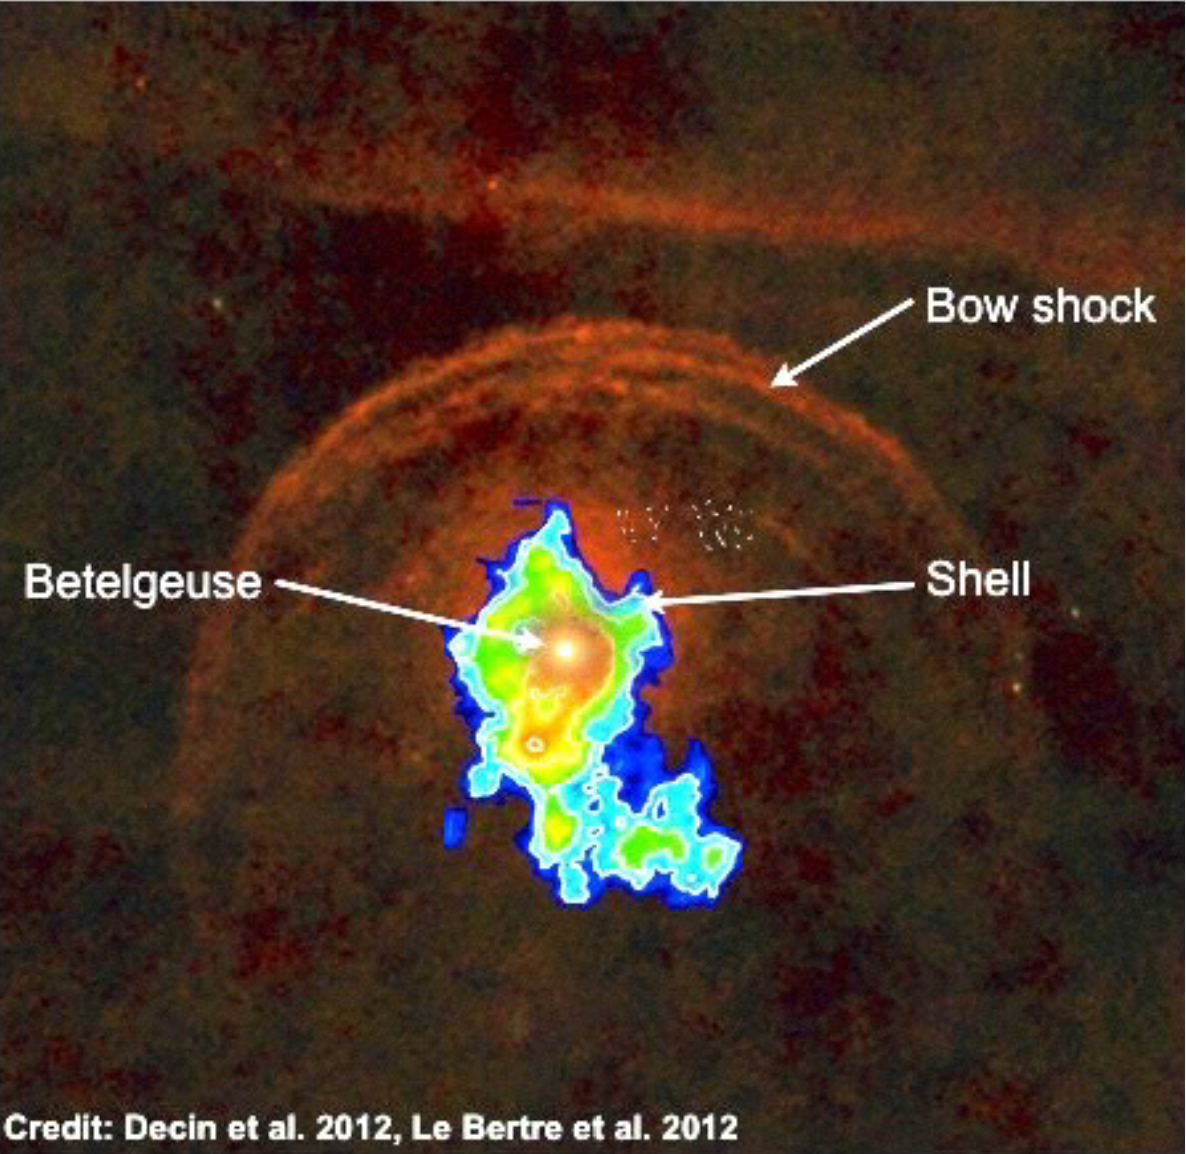 Bow shock
Betelgeuse
Shell
Credit: Decin et al. 2012, Le Bertre et al. 2012